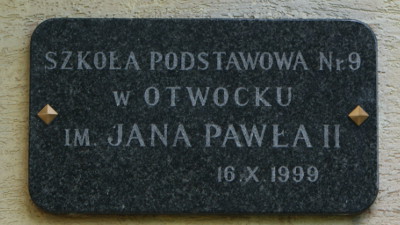 SZKOŁA PODSTAWOWA Nr 9
w OTWOCKU
IM. JANA PAWŁA II
16.X.1999